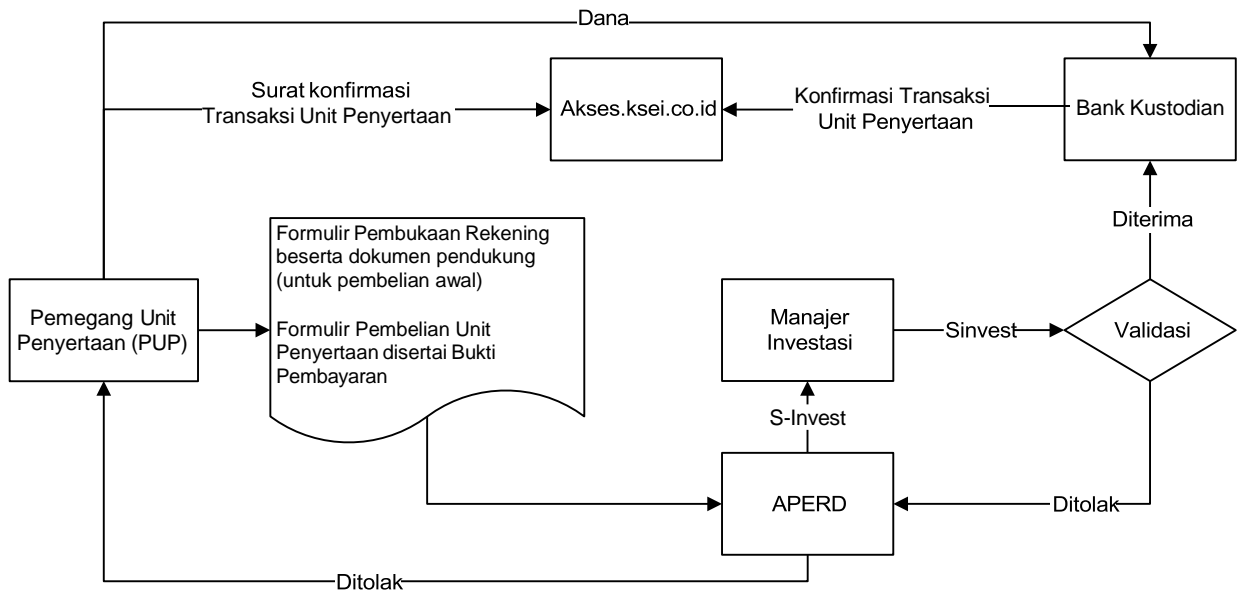 Dana
Surat konfirmasi
Transaksi Unit Penyertaan
Akses.ksei.co.id
Konfirmasi Transaksi
Unit Penyertaan
Bank Kustodian
Diterima
Formulir Pembukaan Rekening
beserta dokumen pendukung
(untuk pembelian awal)
Formulir Pembelian Unit
Penyertaan disertai Bukti
Pembayaran
Pemegang Unit
Penyertaan (PUP)
Manajer
Investasi
Sinvest
Validasi
S-Invest
APERD
Ditolak
Ditolak